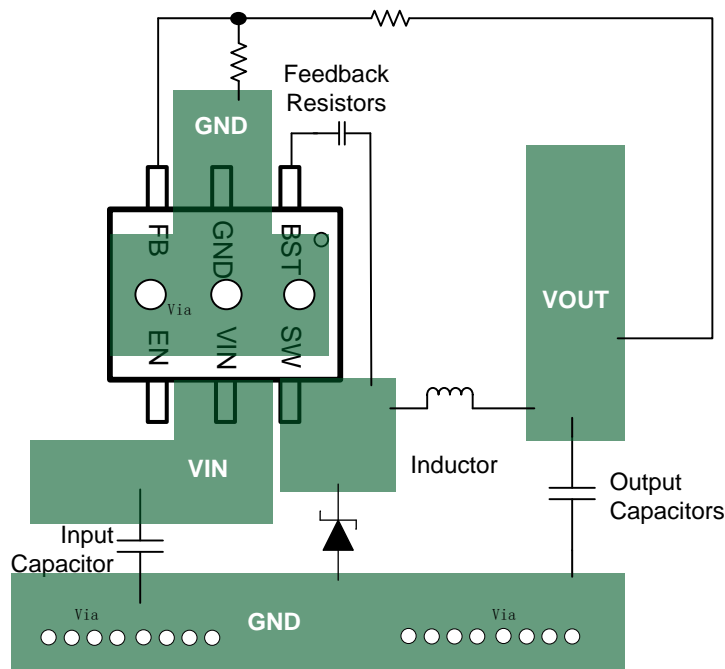 Feedback
Resistors
GND
FB
GND
BST
Via
EN
VIN
SW
VOUT
VIN
Inductor
Output
Capacitors
Input
Capacitor
Via
GND
Via